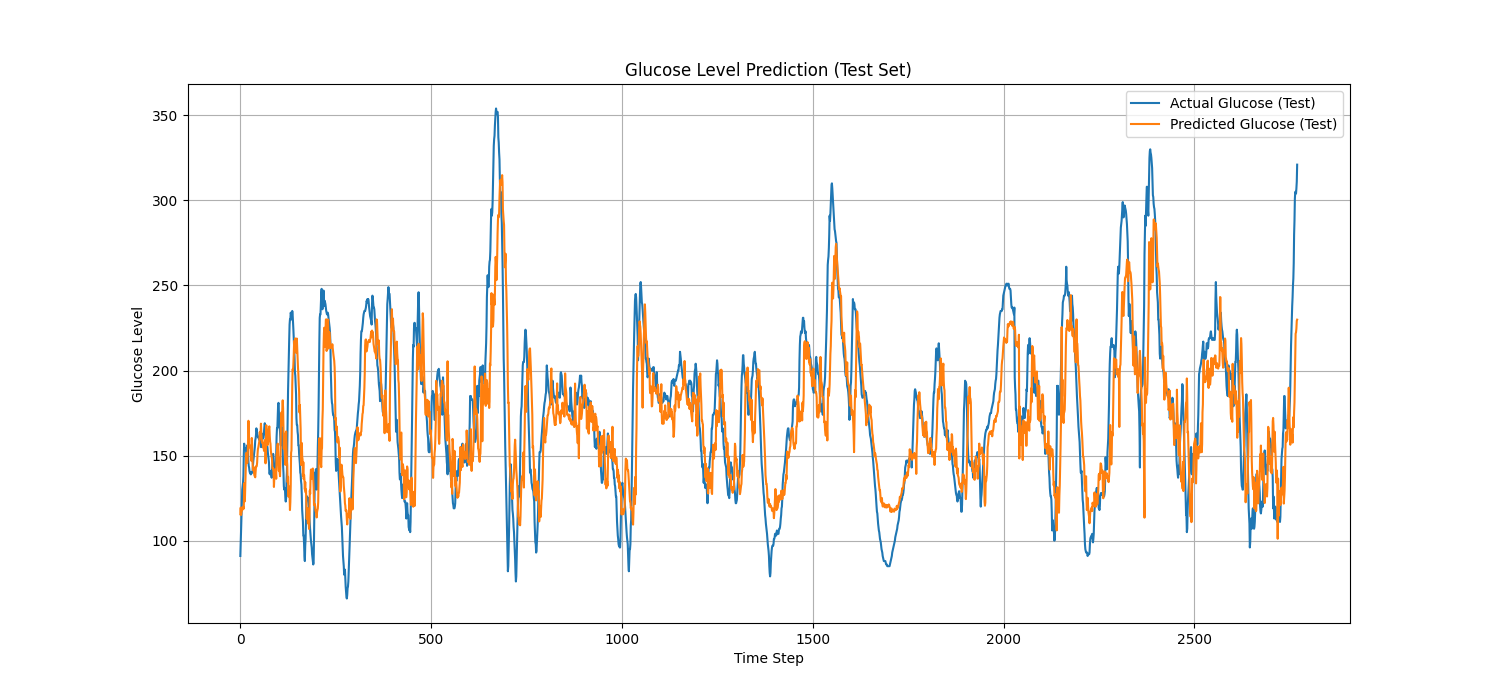 Glucose Level Prediction (Test Set)
Actual Glucose (Test)
Predicted Glucose (Test)
Glucose Level
350
300
250
200
150
100
0 500 1000 1500 2000 2500
Time Step